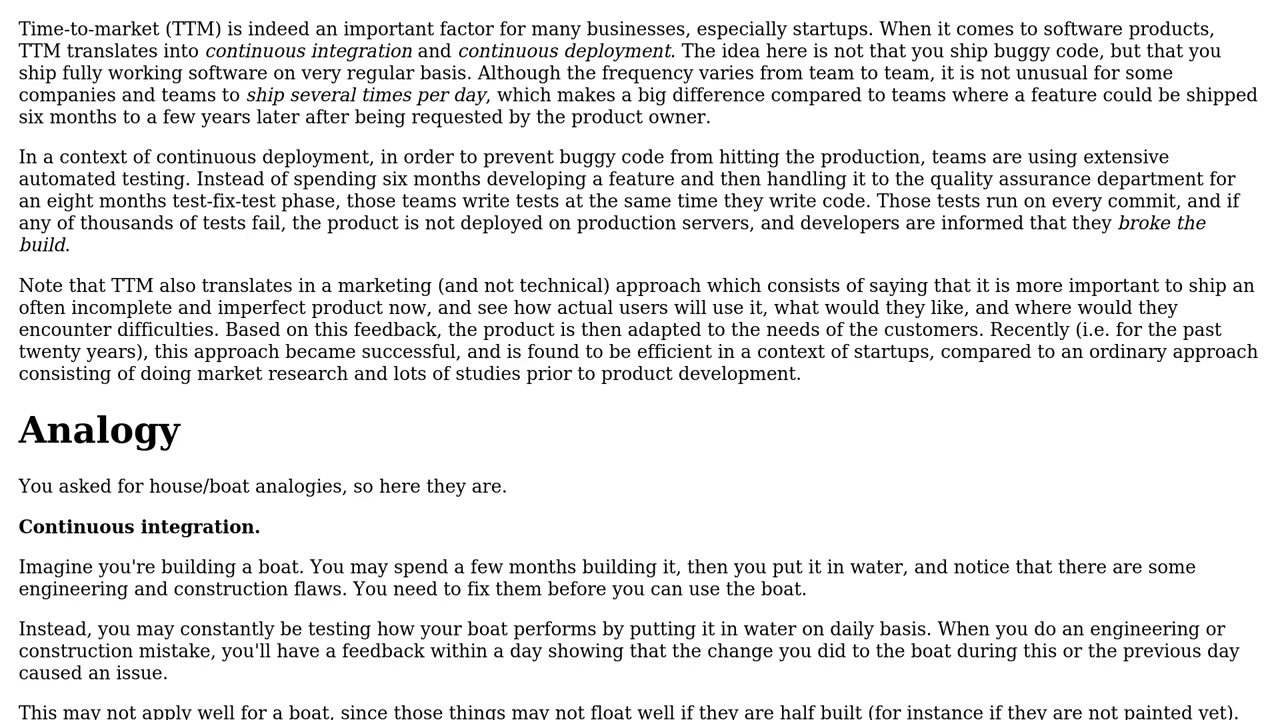 Time-to-market (TTM) is indeed an important factor for many businesses, especially startups. When it comes to software products,
TTM translates into continuous integration and continuous deployment. The idea here is not that you ship buggy code, but that you
ship fully working software on very regular basis. Although the frequency varies from team to team, it is not unusual for some
companies and teams to ship several times per day, which makes a big difference compared to teams where a feature could be shipped
six months to a few years later after being requested by the product owner.
In a context of continuous deployment, in order to prevent buggy code from hitting the production, teams are using extensive
automated testing. Instead of spending six months developing a feature and then handling it to the quality assurance department for
an eight months test-fix-test phase, those teams write tests at the same time they write code. Those tests run on every commit, and if
any of thousands of tests fail, the product is not deployed on production servers, and developers are informed that they broke the
build.
Note that TTM also translates in a marketing (and not technical) approach which consists of saying that it is more important to ship an
often incomplete and imperfect product now, and see how actual users will use it, what would they like, and where would they
encounter difficulties. Based on this feedback, the product is then adapted to the needs of the customers. Recently (i.e. for the past
twenty years), this approach became successful, and is found to be efficient in a context of startups, compared to an ordinary approach
consisting of doing market research and lots of studies prior to product development.
Analogy
You asked for house/boat analogies, so here they are.
Continuous integration.
Imagine you're building a boat. You may spend a few months building it, then you put it in water, and notice that there are some
engineering and construction flaws. You need to fix them before you can use the boat.
Instead, you may constantly be testing how your boat performs by putting it in water on daily basis. When you do an engineering or
construction mistake, you'll have a feedback within a day showing that the change you did to the boat during this or the previous day
caused an issue.
This may not apply well for a boat, since those things may not float well if they are half built (for instance if they are not painted yet).